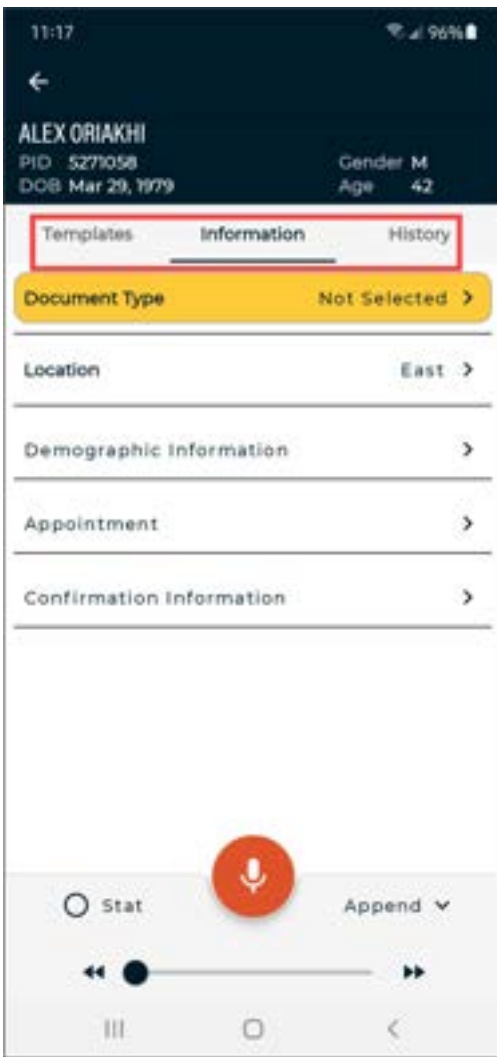 11:17 96%
ALEX ORIAKHI
PID 5271058 Gender M
DOB Mar 29, 1979 Age 42
Templates Information History
Document Type Not Selected
Location East
Demographic Information
Appointment
Confirmation Information
Stat Append